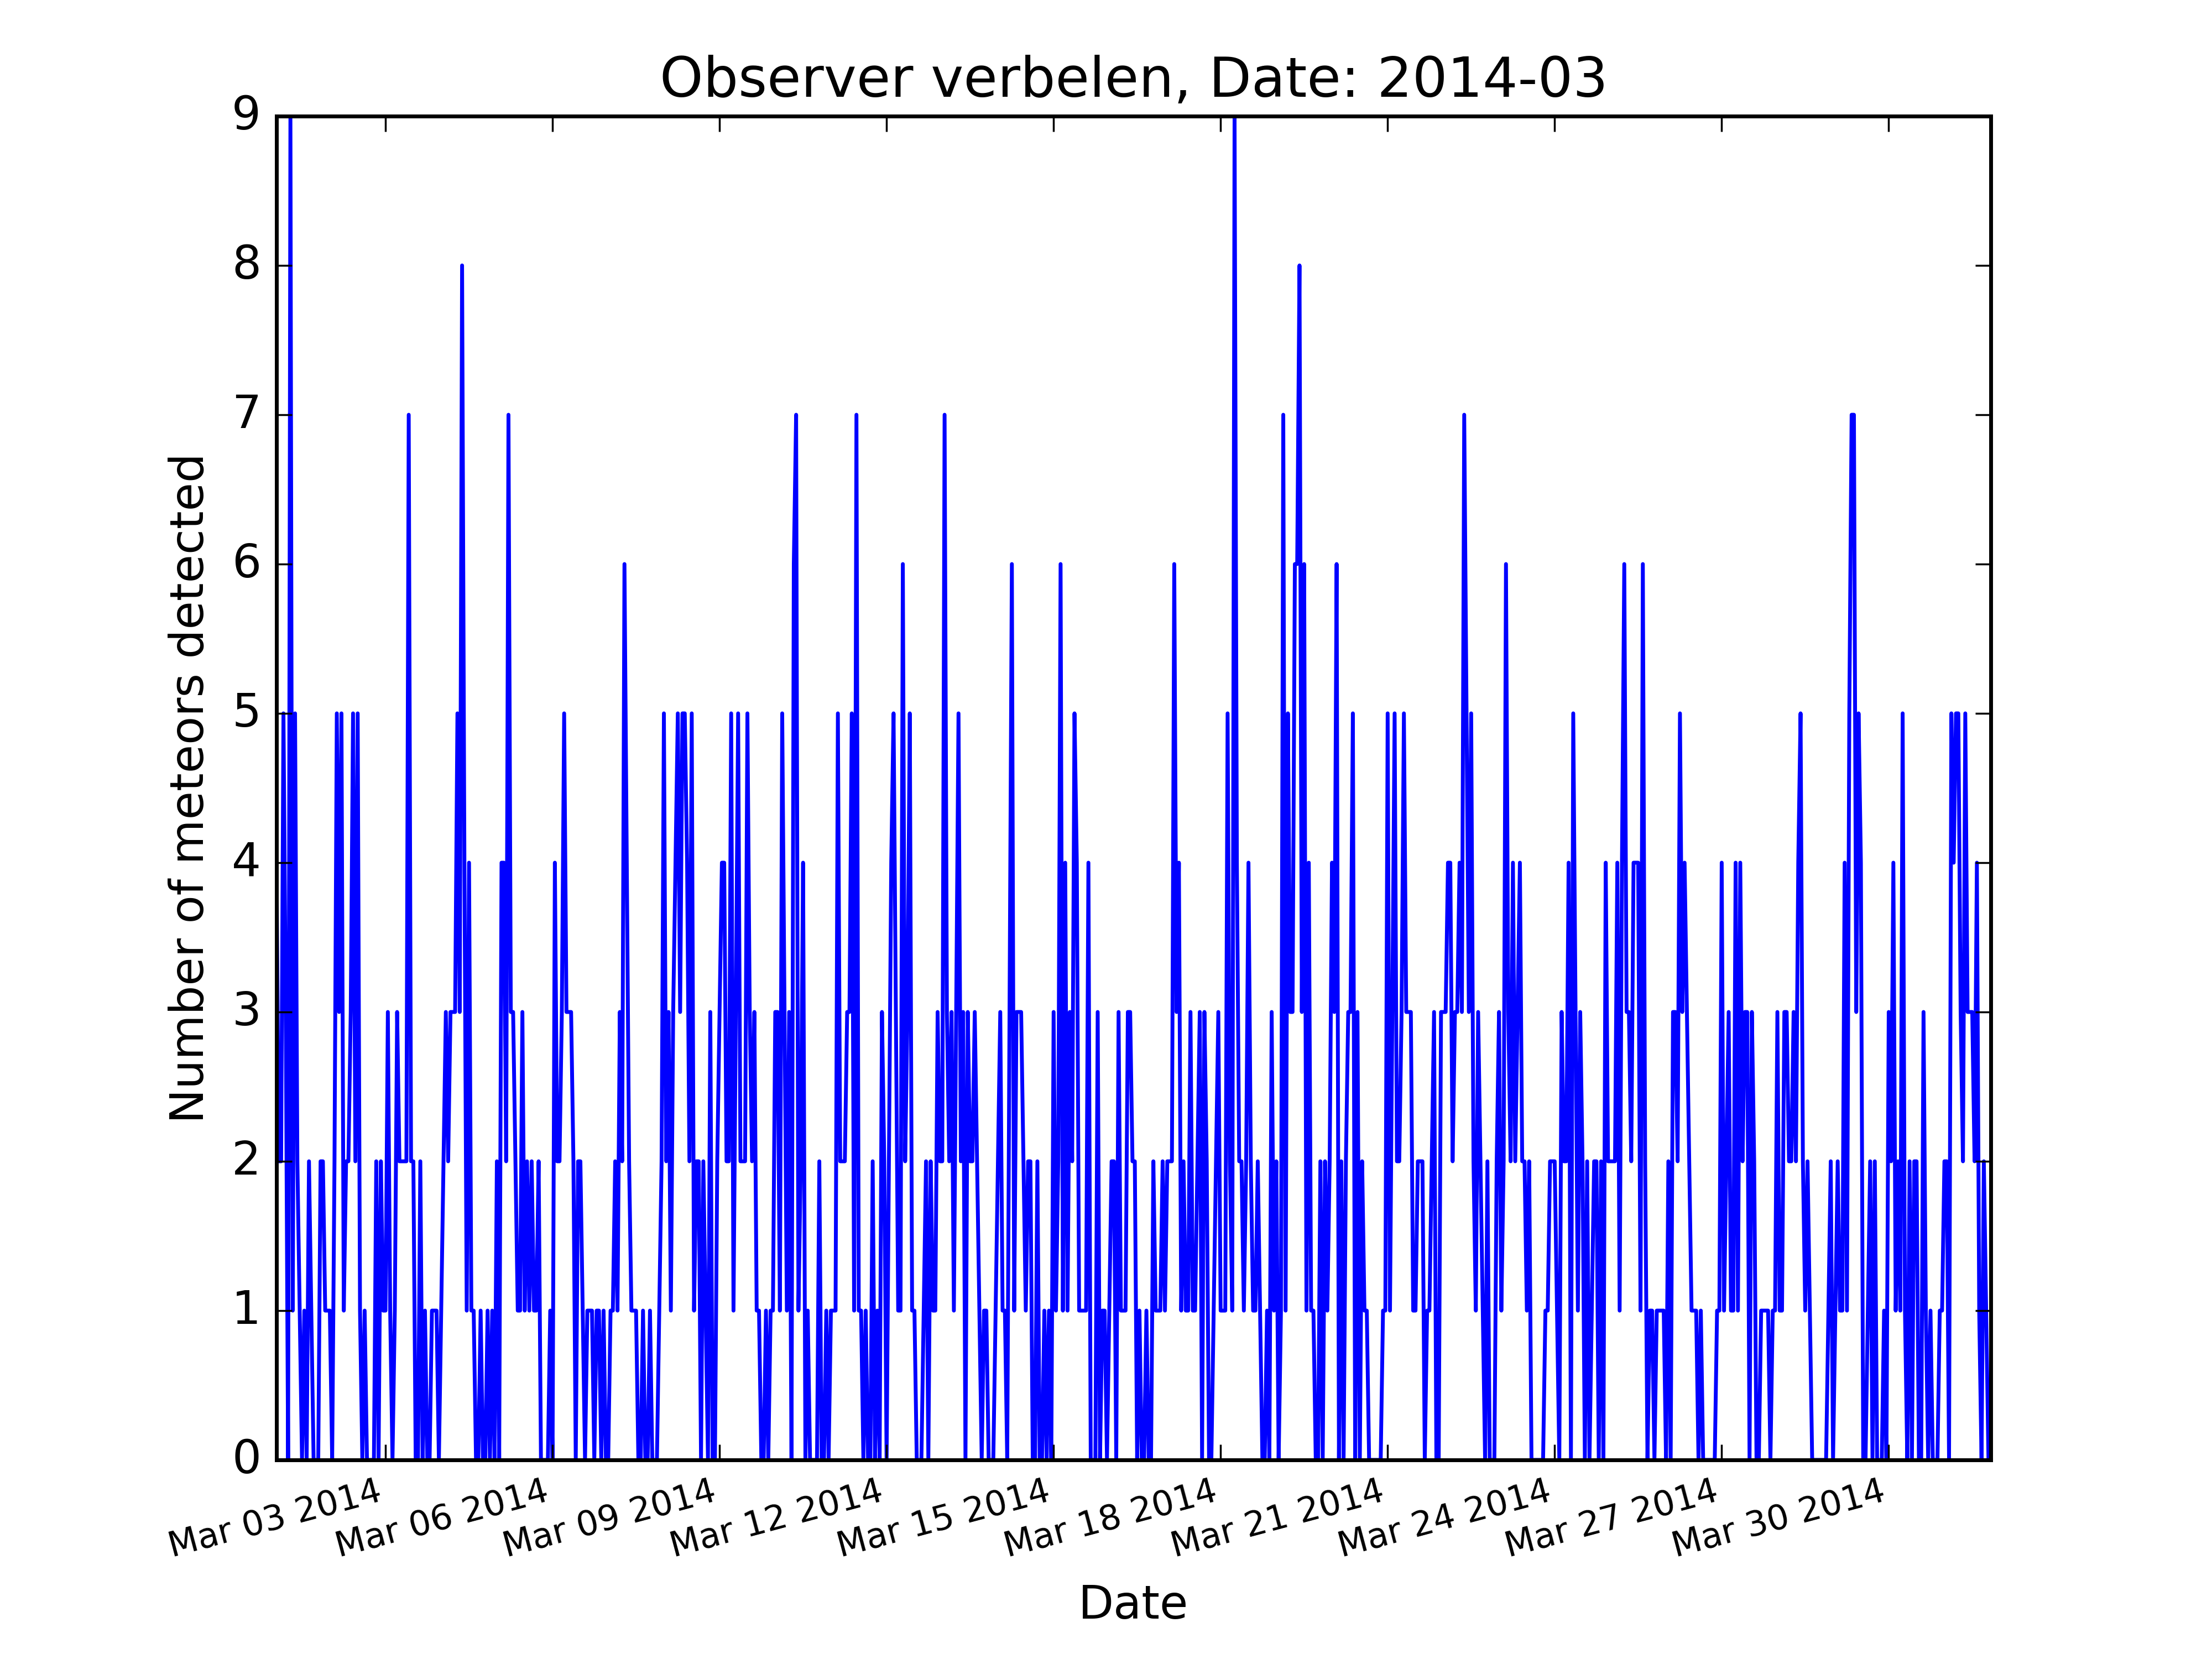 Observer verbelen, Date: 2014-03
Number of meteors detected
9
8
7
6
5
4
3
2
1
0
Mar 03 2014
Mar 06 2014
Mar 09 2014
Mar 12 2014
Mar 15 2014
Mar 18 2014
Mar 21 2014
Mar 24 2014
Mar 27 2014
Mar 30 2014
Date